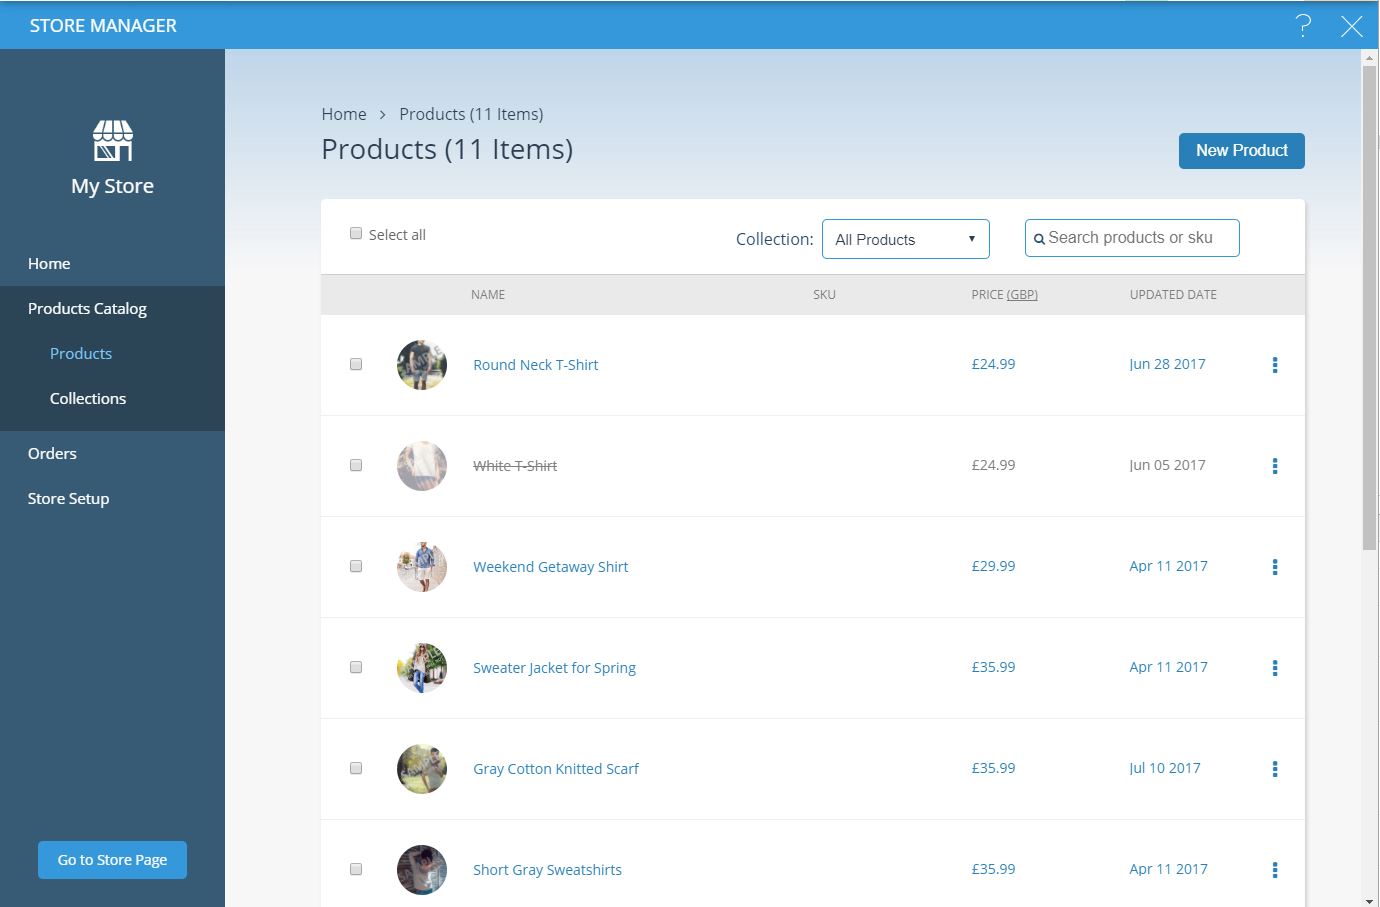 STORE MANAGER
?
My Store
Home
Products Catalog
Products
Collections
Orders
Store Setup
Go to Store Page
Home > Products (11 Items)
Products (11 Items)
New Product
Select all
Collection: All Products
Search products or sku
NAME SKU PRICE (GBP) UPDATED DATE
Round Neck T-Shirt £24.99 Jun 28 2017
White T-Shirt £24.99 Jun 05 2017
Weekend Getaway Shirt £29.99 Apr 11 2017
Sweater Jacket for Spring £35.99 Apr 11 2017
Gray Cotton Knitted Scarf £35.99 Jul 10 2017
Short Gray Sweatshirts £35.99 Apr 11 2017